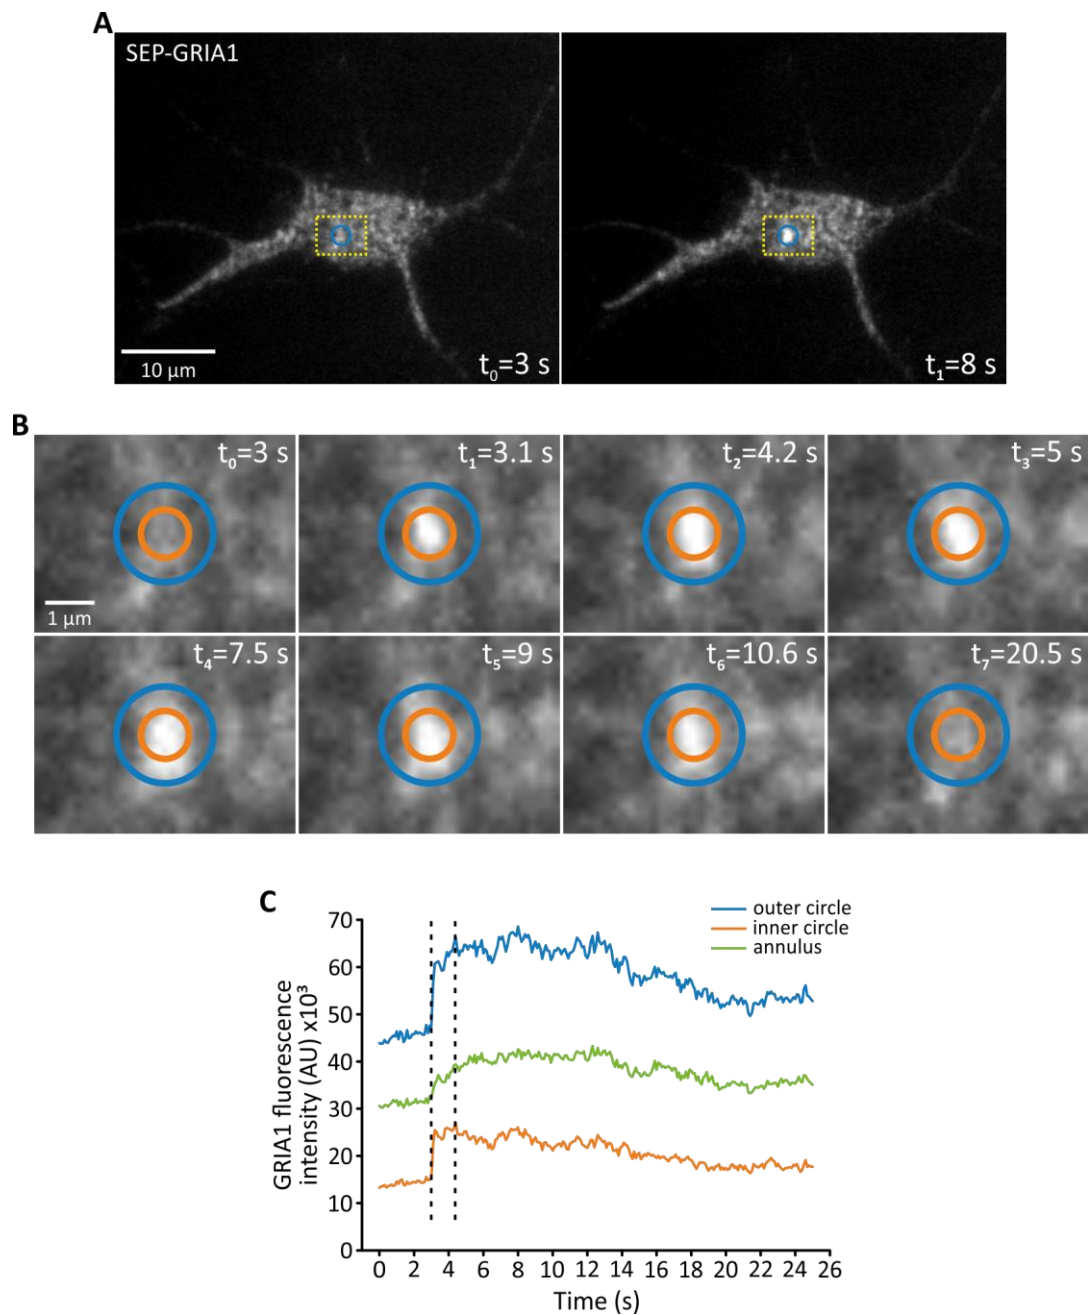 A
SEP-GRIA1
10 µm
t₀=3 s
t₁=8 s
B
t₀=3 s
t₁=3.1 s
t₂=4.2 s
t₃=5 s
1 µm
t₄=7.5 s
t₅=9 s
t₆=10.6 s
t₇=20.5 s
C
outer circle
inner circle
annulus
GRIA1 fluorescence
intensity (AU) x10³
70
60
50
40
30
20
10
0
0 2 4 6 8 10 12 14 16 18 20 22 24 26
Time (s)